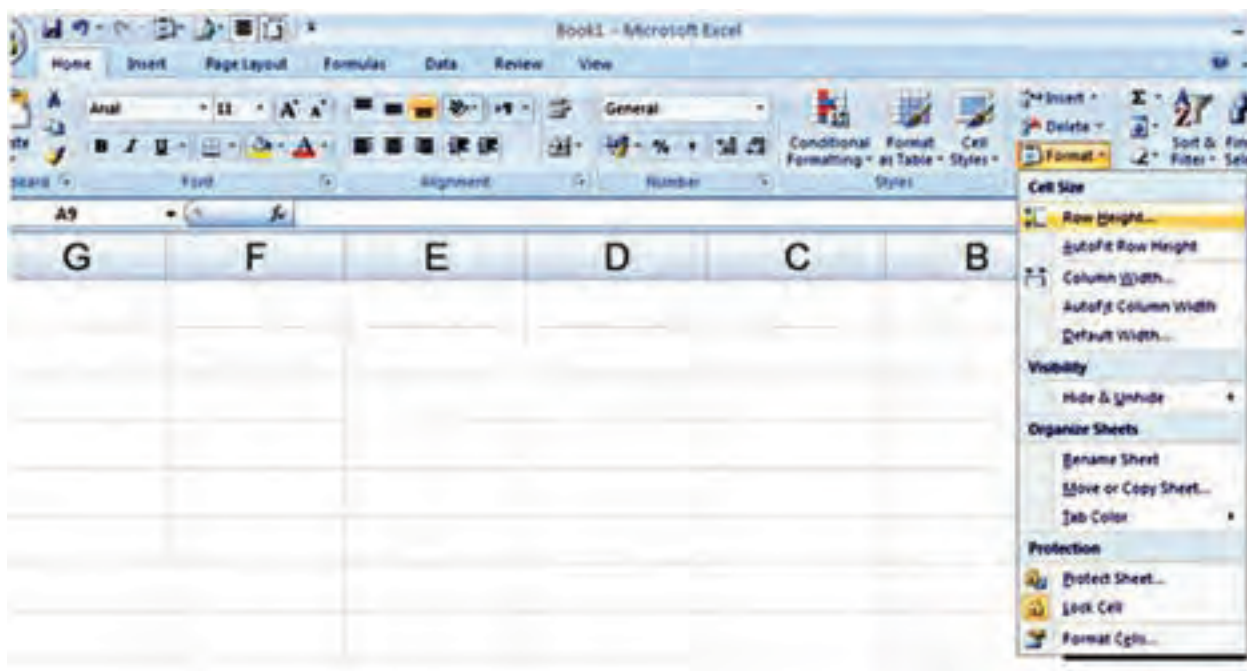 Book1 - Microsoft Excel
Home Insert Page Layout Formulas Data Review View
Arial 11 A A General Insert Σ
B I U A % Delete
Conditional Formatting Format as Table Cell Styles Format Sort & Filter
Font Alignment Number Styles
A9 fx
G F E D C B
Cell Size
Row Height...
AutoFit Row Height
Column Width...
AutoFit Column Width
Default Width...
Visibility
Hide & Unhide
Organize Sheets
Rename Sheet
Move or Copy Sheet...
Tab Color
Protection
Protect Sheet...
Lock Cell
Format Cells...